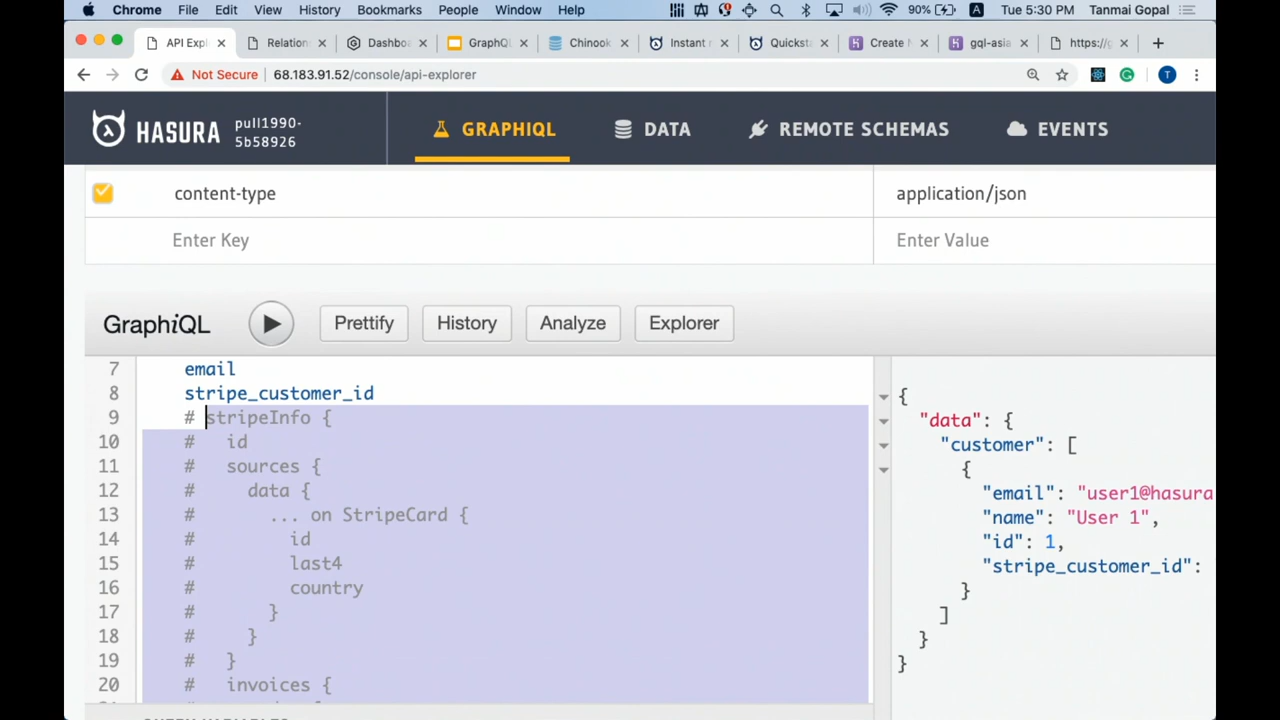 Chrome File Edit View History Bookmarks People Window Help 90% A Tue 5:30 PM Tanmai Gopal
API Expl Relation Dashbo GraphQ Chinook Instant Quicksta Create gql-asia https://
Not Secure 68.183.91.52/console/api-explorer T
HASURA pull1990-
5b58926
GRAPHIQL DATA REMOTE SCHEMAS EVENTS
content-type application/json
Enter Key Enter Value
GraphiQL Prettify History Analyze Explorer
7 email
8 stripe_customer_id
9 # stripeInfo {
10 # id
11 # sources {
12 # data {
13 # ... on StripeCard {
14 # id
15 # last4
16 # country
17 # }
18 # }
19 # }
20 # invoices {
{
"data": {
"customer": [
{
"email": "user1@hasura
"name": "User 1",
"id": 1,
"stripe_customer_id":
}
]
}
}